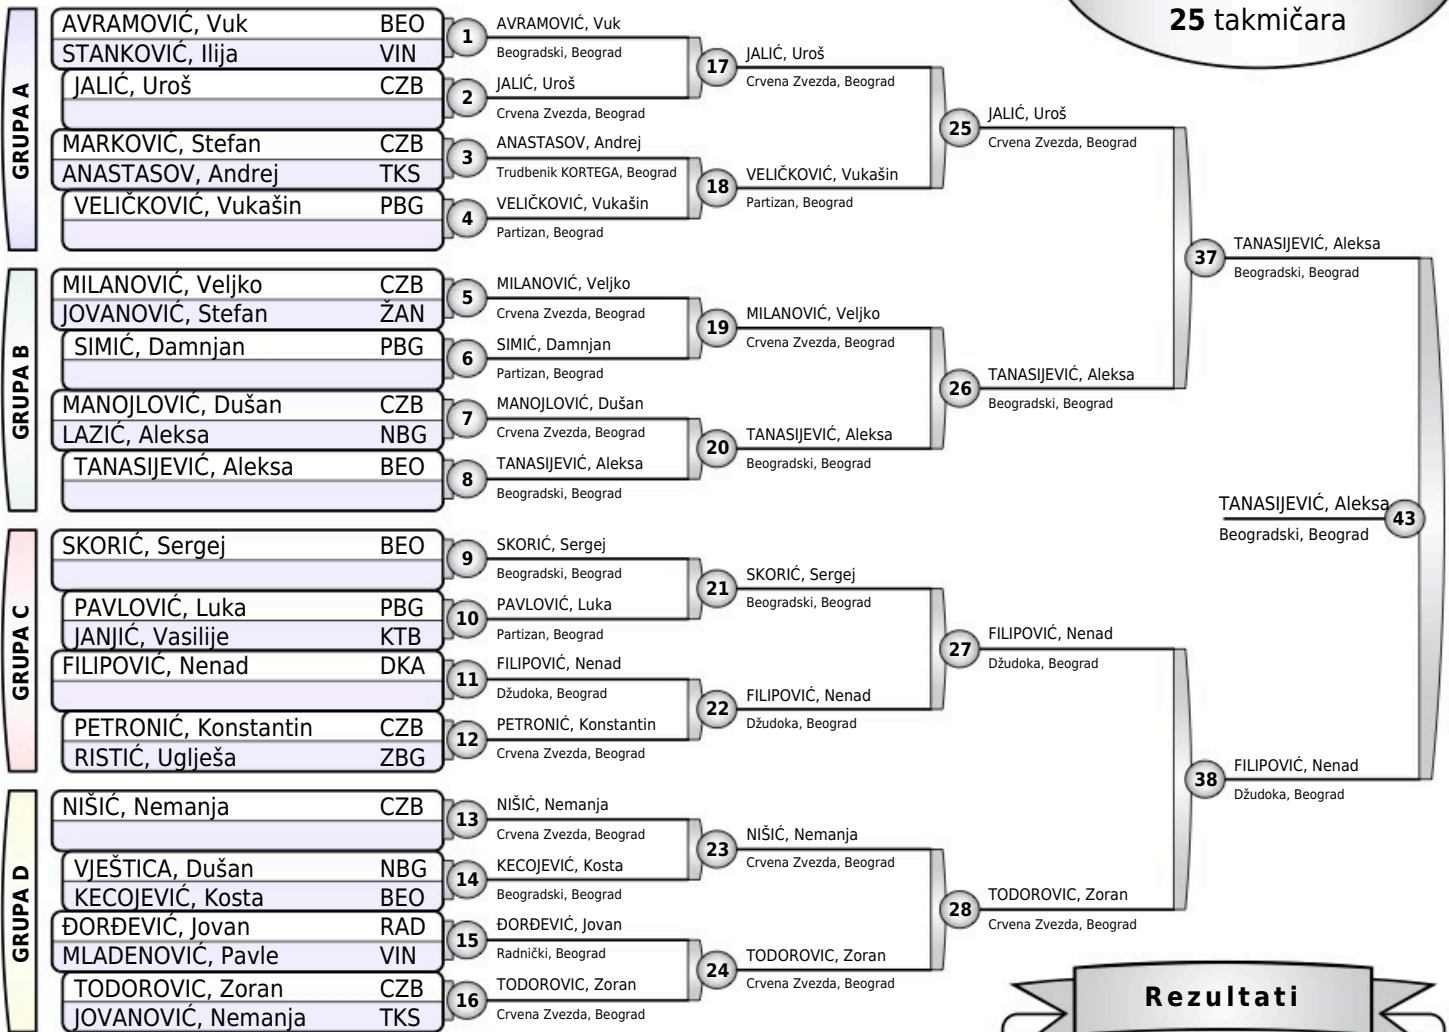 25 takmičara
GRUPA A
AVRAMOVIĆ, Vuk BEO
STANKOVIĆ, Ilija VIN
JALIĆ, Uroš CZB
MARKOVIĆ, Stefan CZB
ANASTASOV, Andrej TKS
VELIČKOVIĆ, Vukašin PBG
GRUPA B
MILANOVIĆ, Veljko CZB
JOVANOVIĆ, Stefan ŽAN
SIMIĆ, Damnjan PBG
MANOJLOVIĆ, Dušan CZB
LAZIĆ, Aleksa NBG
TANASIJEVIĆ, Aleksa BEO
GRUPA C
SKORIĆ, Sergej BEO
PAVLOVIĆ, Luka PBG
JANJIĆ, Vasilije KTB
FILIPOVIĆ, Nenad DKA
PETRONIĆ, Konstantin CZB
RISTIĆ, Uglješa ZBG
GRUPA D
NIŠIĆ, Nemanja CZB
VJEŠTICA, Dušan NBG
KECOJEVIĆ, Kosta BEO
ĐORĐEVIĆ, Jovan RAD
MLADENOVIĆ, Pavle VIN
TODOROVIC, Zoran CZB
JOVANOVIĆ, Nemanja TKS
1
AVRAMOVIĆ, Vuk
Beogradski, Beograd
2
JALIĆ, Uroš
Crvena Zvezda, Beograd
3
ANASTASOV, Andrej
Trudbenik KORTEGA, Beograd
4
VELIČKOVIĆ, Vukašin
Partizan, Beograd
5
MILANOVIĆ, Veljko
Crvena Zvezda, Beograd
6
SIMIĆ, Damnjan
Partizan, Beograd
7
MANOJLOVIĆ, Dušan
Crvena Zvezda, Beograd
8
TANASIJEVIĆ, Aleksa
Beogradski, Beograd
9
SKORIĆ, Sergej
Beogradski, Beograd
10
PAVLOVIĆ, Luka
Partizan, Beograd
11
FILIPOVIĆ, Nenad
Džudoka, Beograd
12
PETRONIĆ, Konstantin
Crvena Zvezda, Beograd
13
NIŠIĆ, Nemanja
Crvena Zvezda, Beograd
14
KECOJEVIĆ, Kosta
Beogradski, Beograd
15
ĐORĐEVIĆ, Jovan
Radnički, Beograd
16
TODOROVIC, Zoran
Crvena Zvezda, Beograd
17
JALIĆ, Uroš
Crvena Zvezda, Beograd
18
VELIČKOVIĆ, Vukašin
Partizan, Beograd
19
MILANOVIĆ, Veljko
Crvena Zvezda, Beograd
20
TANASIJEVIĆ, Aleksa
Beogradski, Beograd
21
SKORIĆ, Sergej
Beogradski, Beograd
22
FILIPOVIĆ, Nenad
Džudoka, Beograd
23
NIŠIĆ, Nemanja
Crvena Zvezda, Beograd
24
TODOROVIC, Zoran
Crvena Zvezda, Beograd
25
JALIĆ, Uroš
Crvena Zvezda, Beograd
26
TANASIJEVIĆ, Aleksa
Beogradski, Beograd
27
FILIPOVIĆ, Nenad
Džudoka, Beograd
28
TODOROVIC, Zoran
Crvena Zvezda, Beograd
37
TANASIJEVIĆ, Aleksa
Beogradski, Beograd
38
FILIPOVIĆ, Nenad
Džudoka, Beograd
TANASIJEVIĆ, Aleksa
43
Beogradski, Beograd
Rezultati